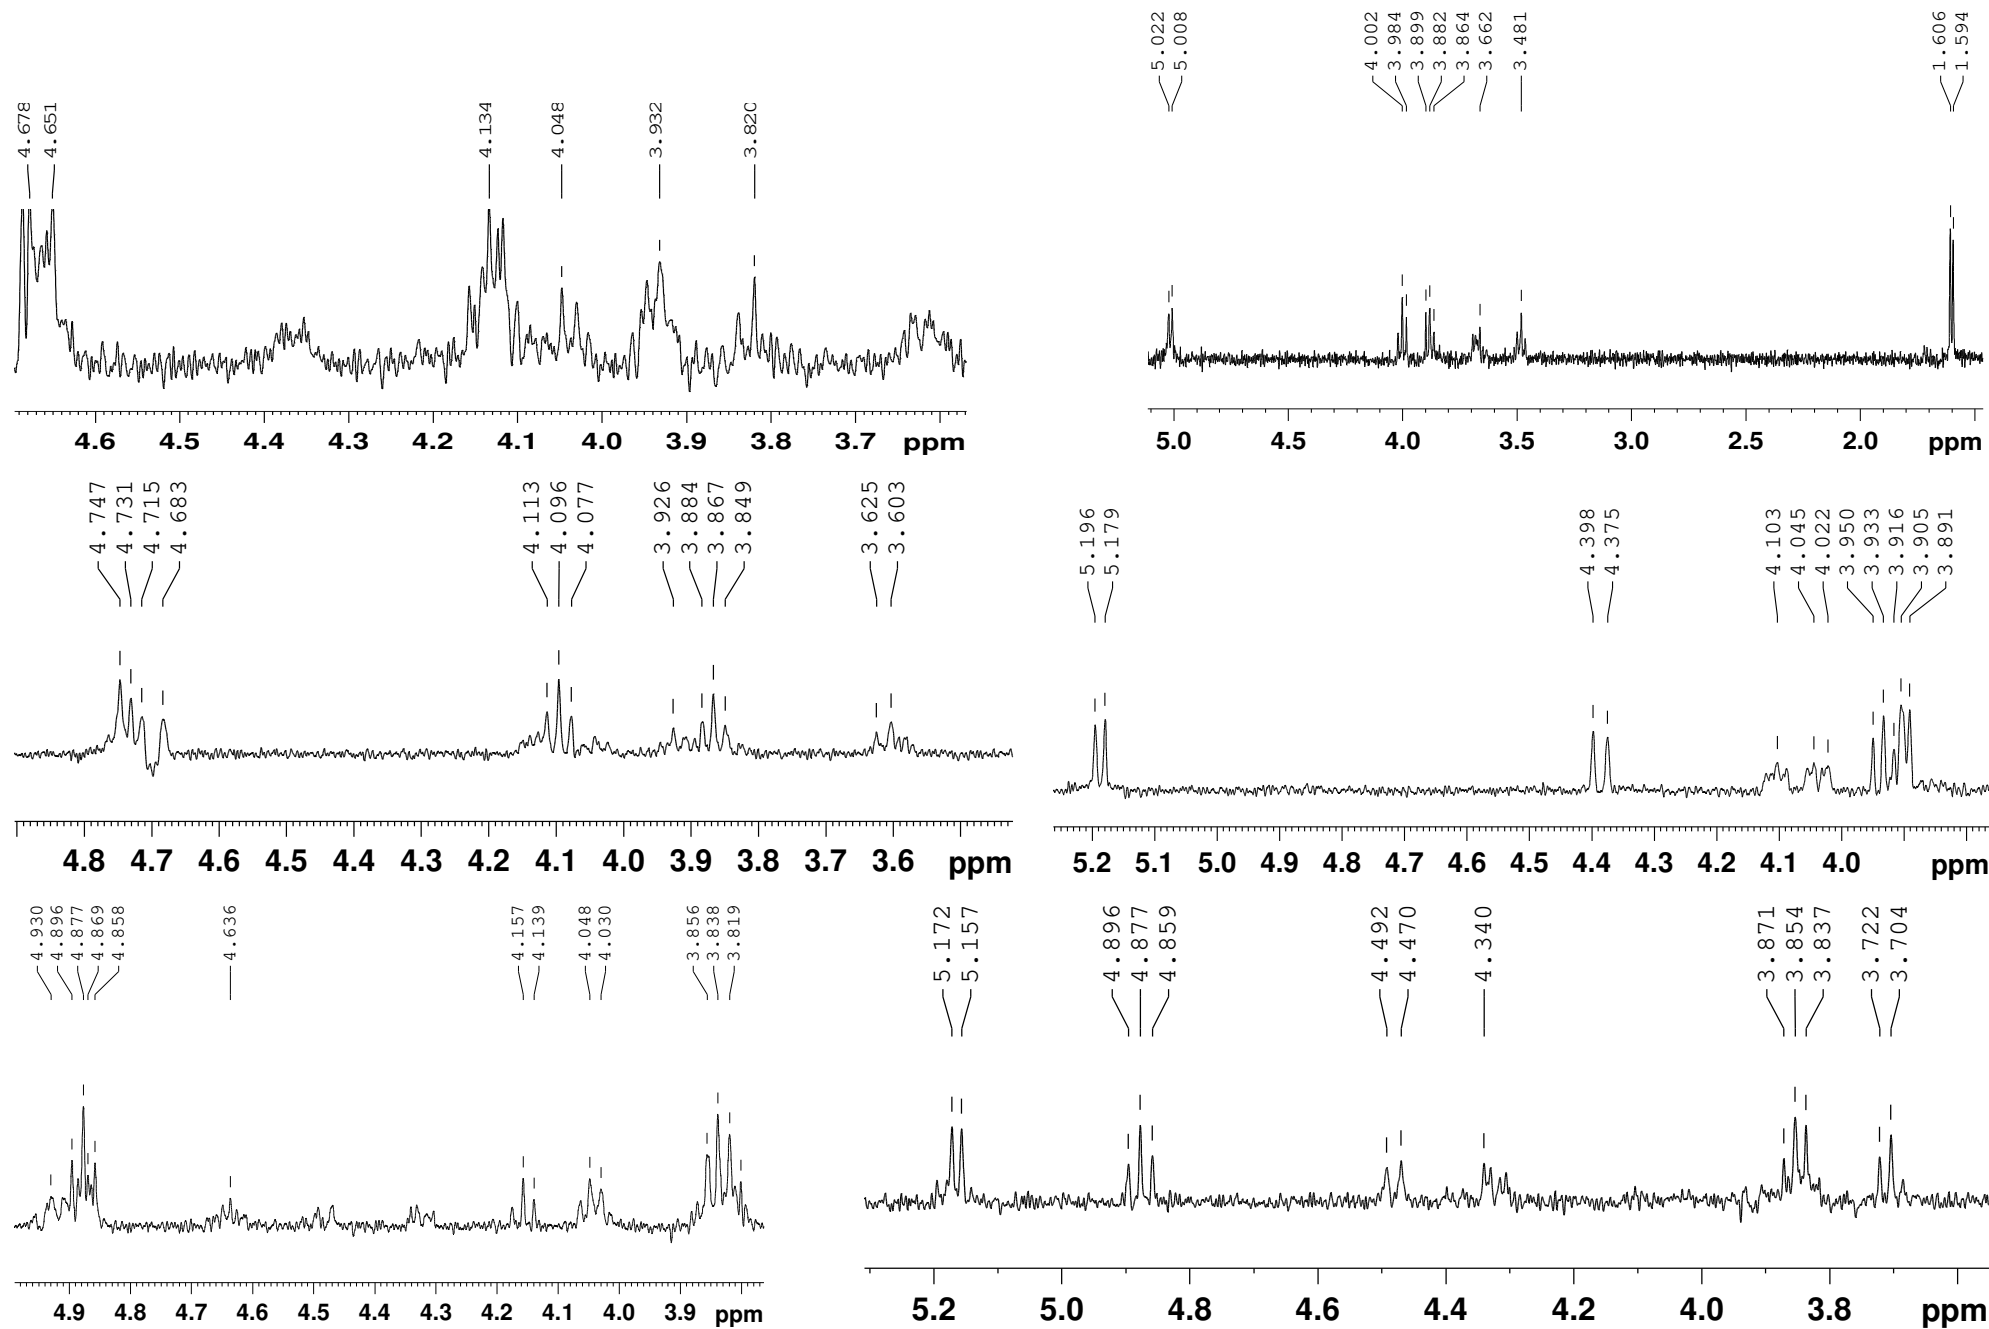 5.022 5.008 4.002 3.984 3.899 3.882 3.864 3.662 3.481 1.606 1.594
4.678 4.651 4.134 4.048 3.932 3.820
4.6 4.5 4.4 4.3 4.2 4.1 4.0 3.9 3.8 3.7 ppm
5.0 4.5 4.0 3.5 3.0 2.5 2.0 ppm
4.747 4.731 4.715 4.683 4.113 4.096 4.077 3.926 3.884 3.867 3.849 3.625 3.603
5.196 5.179 4.398 4.375 4.103 4.045 4.022 3.950 3.933 3.916 3.905 3.891
4.8 4.7 4.6 4.5 4.4 4.3 4.2 4.1 4.0 3.9 3.8 3.7 3.6 ppm
5.2 5.1 5.0 4.9 4.8 4.7 4.6 4.5 4.4 4.3 4.2 4.1 4.0 ppm
4.930 4.896 4.877 4.869 4.858 4.636 4.157 4.139 4.048 4.030 3.856 3.838 3.819
5.172 5.157 4.896 4.877 4.859 4.492 4.470 4.340 3.871 3.854 3.837 3.722 3.704
4.9 4.8 4.7 4.6 4.5 4.4 4.3 4.2 4.1 4.0 3.9 ppm
5.2 5.0 4.8 4.6 4.4 4.2 4.0 3.8 ppm